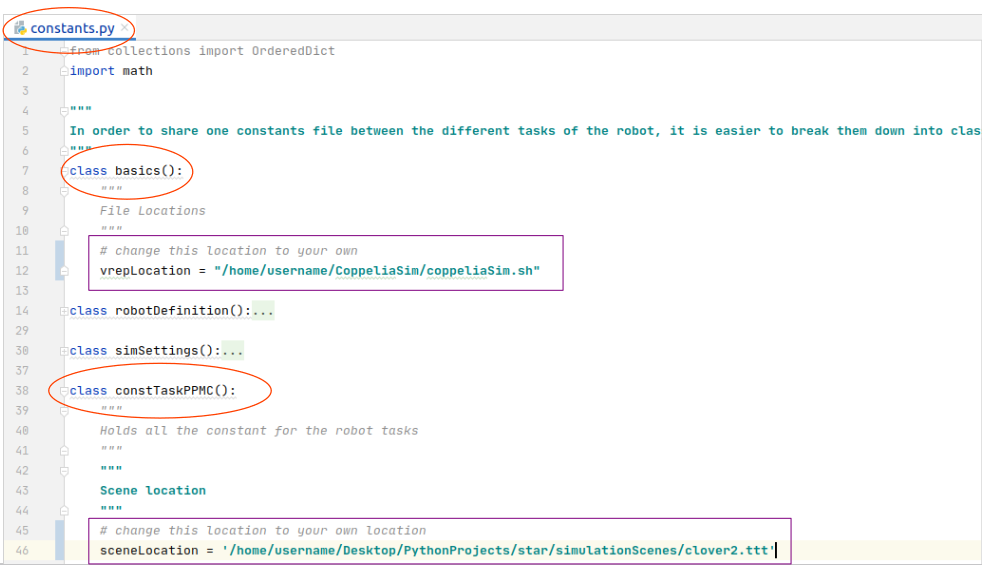 constants.py ×
1 from collections import OrderedDict
2 import math
3
4 """
5 In order to share one constants file between the different tasks of the robot, it is easier to break them down into clas
6 """
7 class basics():
8 """
9 File Locations
10 """
11 # change this location to your own
12 vrepLocation = "/home/username/CoppeliaSim/coppeliaSim.sh"
13
14 class robotDefinition():...
29
30 class simSettings():...
37
38 class constTaskPPMC():
39 """
40 Holds all the constant for the robot tasks
41 """
42 """
43 Scene location
44 """
45 # change this location to your own location
46 sceneLocation = '/home/username/Desktop/PythonProjects/star/simulationScenes/clover2.ttt'